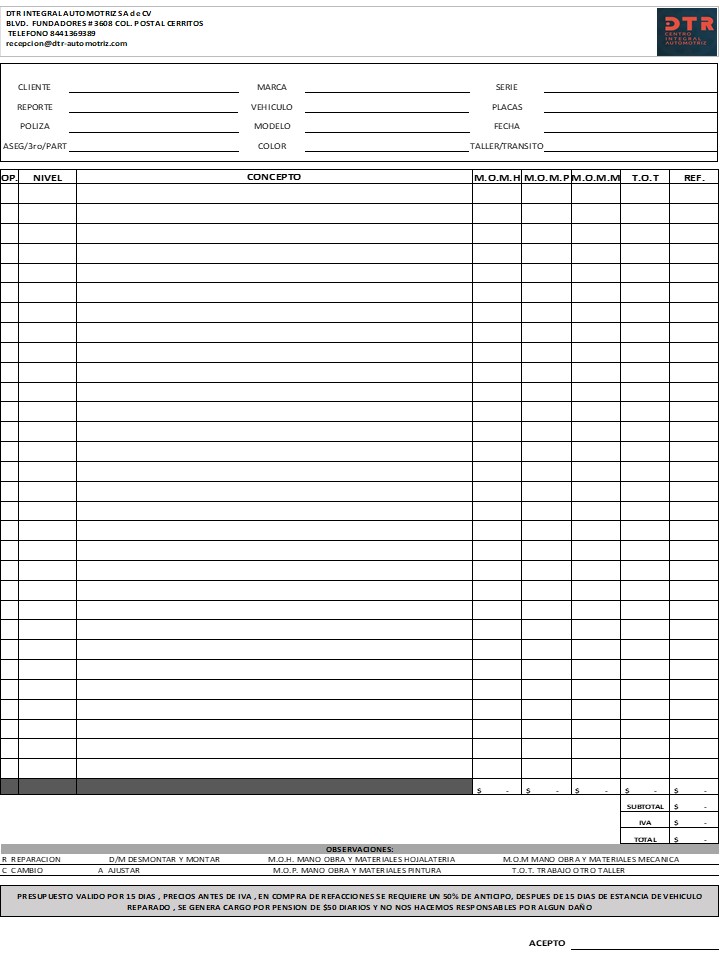 DTR INTEGRAL AUTOMOTRIZ SA de CV
BLVD. FUNDADORES # 3608 COL. POSTAL CERRITOS
TELEFONO 8441369389
recepcion@dtr-automotriz.com
DTR
CENTRO
INTEGRAL
AUTOMOTRIZ
CLIENTE MARCA SERIE
REPORTE VEHICULO PLACAS
POLIZA MODELO FECHA
ASEG/3ro/PART COLOR TALLER/TRANSITO
OP. NIVEL CONCEPTO M.O.M.H M.O.M.P M.O.M.M T.O.T REF.
$ - $ - $ - $ - $ -
SUBTOTAL $ -
IVA $ -
TOTAL $ -
OBSERVACIONES:
R REPARACION D/M DESMONTAR Y MONTAR M.O.H. MANO OBRA Y MATERIALES HOJALATERIA M.O.M MANO OBRA Y MATERIALES MECANICA
C CAMBIO A AJUSTAR M.O.P. MANO OBRA Y MATERIALES PINTURA T.O.T. TRABAJO OTRO TALLER
PRESUPUESTO VALIDO POR 15 DIAS , PRECIOS ANTES DE IVA , EN COMPRA DE REFACCIONES SE REQUIERE UN 50% DE ANTICIPO, DESPUES DE 15 DIAS DE ESTANCIA DE VEHICULO
REPARADO , SE GENERA CARGO POR PENSION DE $50 DIARIOS Y NO NOS HACEMOS RESPONSABLES POR ALGUN DAÑO
ACEPTO